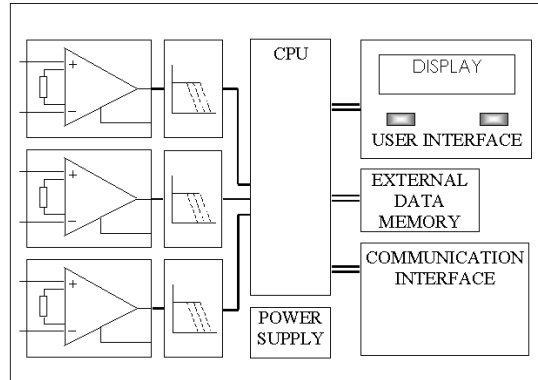 CPU
DISPLAY
USER INTERFACE
EXTERNAL
DATA
MEMORY
COMMUNICATION
INTERFACE
POWER
SUPPLY